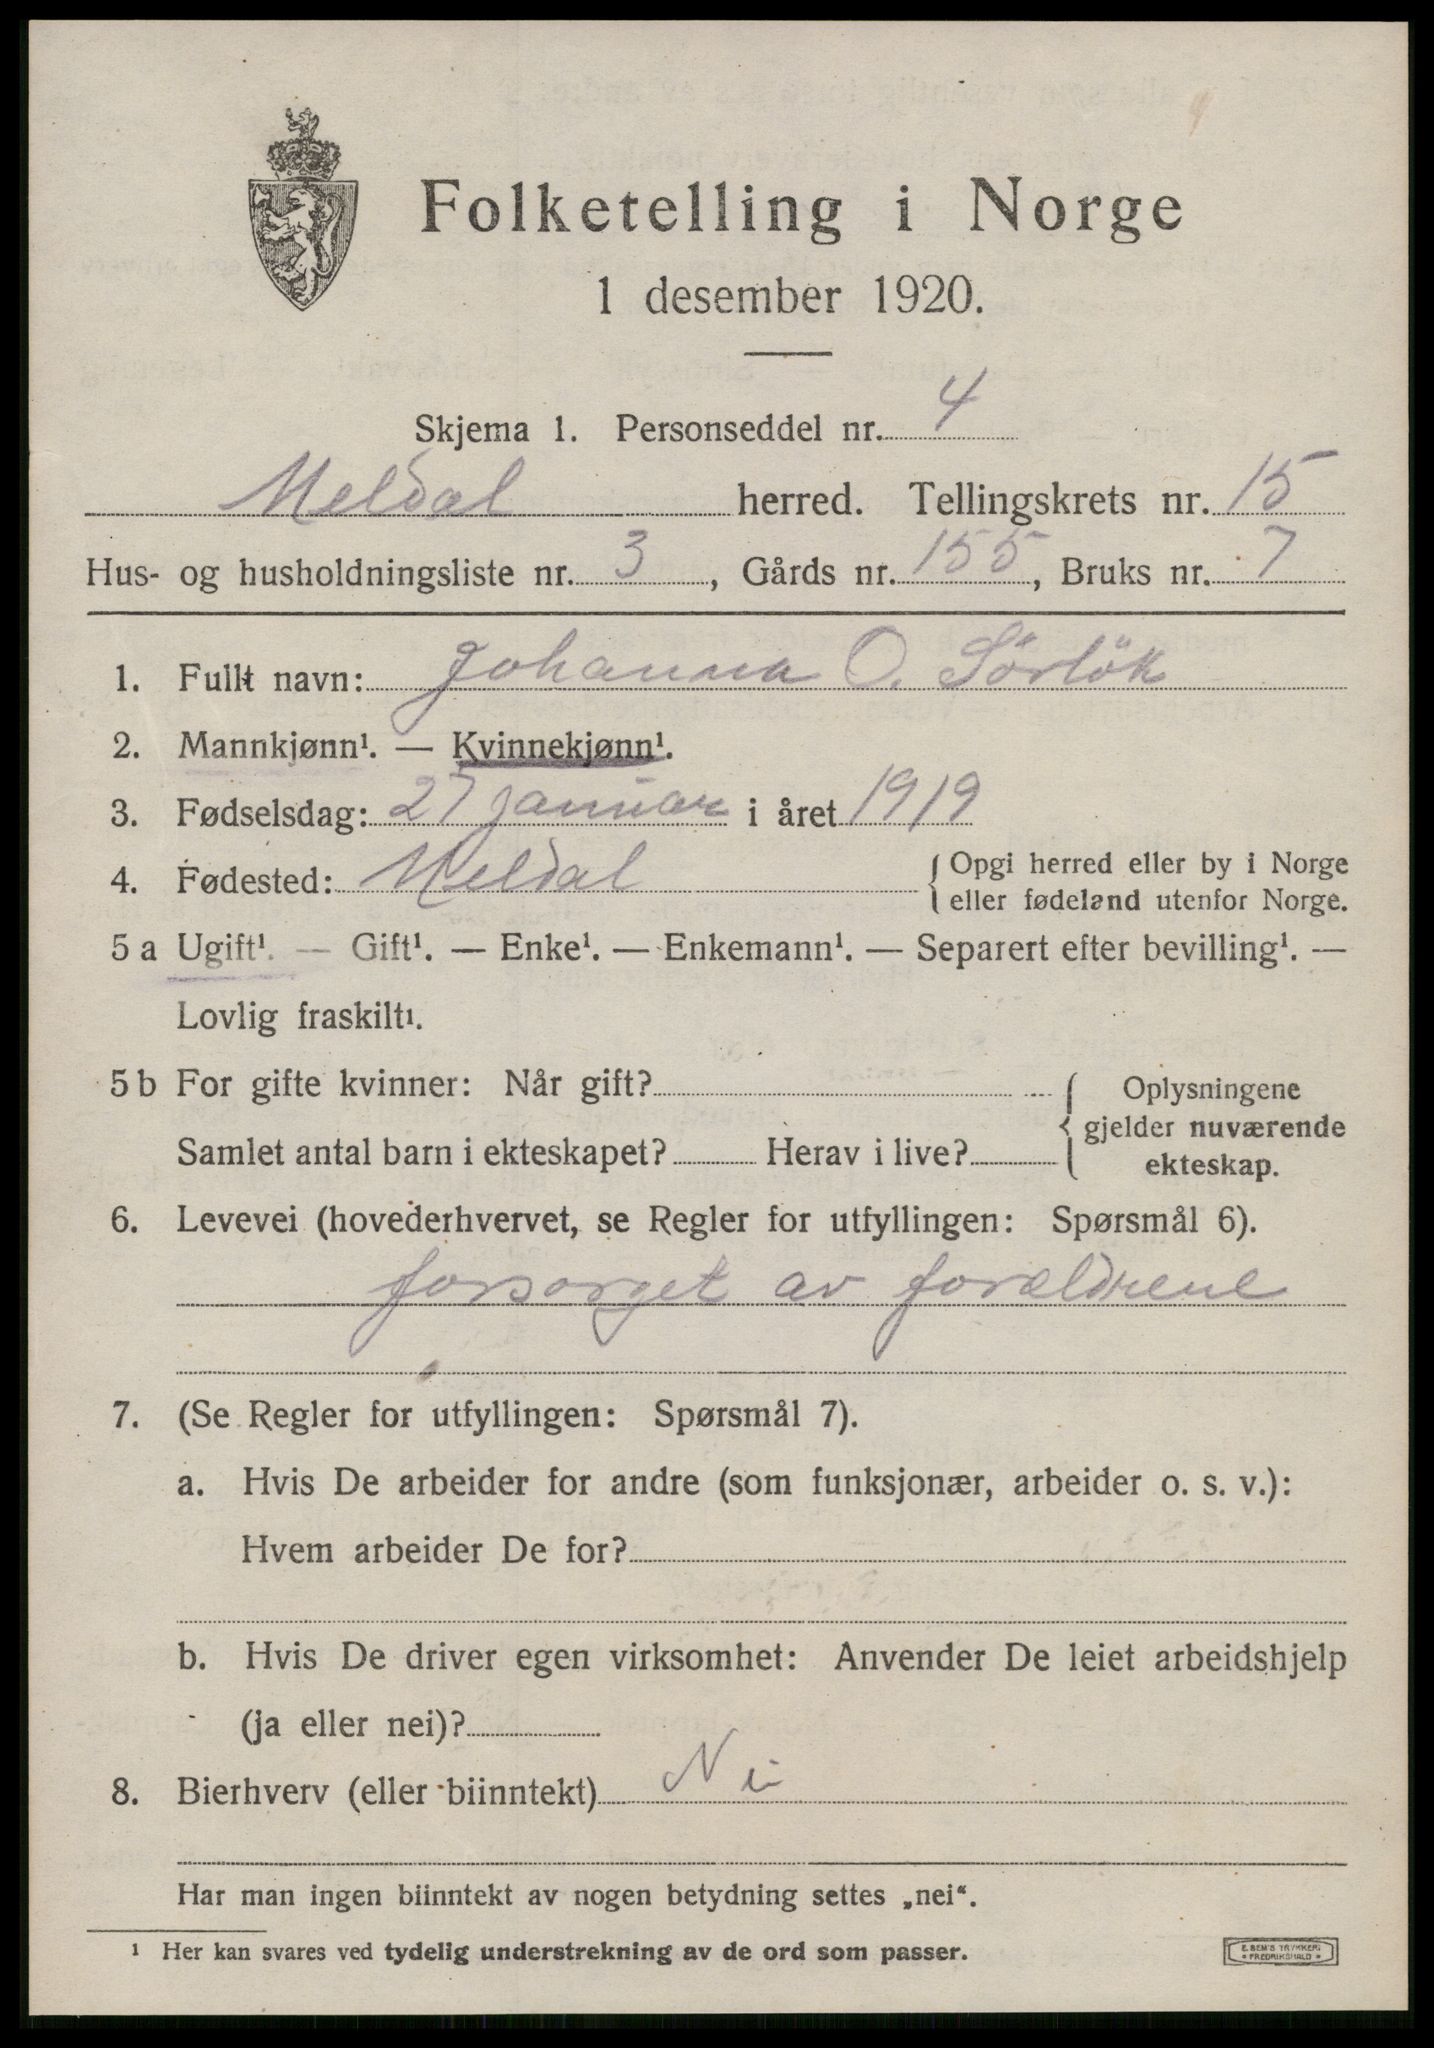 Folketelling i Norge
1 desember 1920.
Skjema 1. Personseddel nr. 4
Meldal herred. Tellingskrets nr. 15
Hus- og husholdningsliste nr. 3, Gårds nr. 155, Bruks nr. 7
1. Fullt navn: Johanna O. Sörlök
2. Mannkjønn¹. — Kvinnekjønn¹.
3. Fødselsdag: 27 januar i året 1919
4. Fødested: Meldal { Opgi herred eller by i Norge
eller fødeland utenfor Norge.
5 a Ugift¹. — Gift¹. — Enke¹. — Enkemann¹. — Separert efter bevilling¹. —
Lovlig fraskilt¹.
5 b For gifte kvinner: Når gift? { Oplysningene
gjelder nuværende
Samlet antal barn i ekteskapet? Herav i live? ekteskap.
6. Levevei (hovederhvervet, se Regler for utfyllingen: Spørsmål 6).
forsørget av forældrene
7. (Se Regler for utfyllingen: Spørsmål 7).
a. Hvis De arbeider for andre (som funksjonær, arbeider o. s. v.):
Hvem arbeider De for?
b. Hvis De driver egen virksomhet: Anvender De leiet arbeidshjelp
(ja eller nei)?
8. Bierhverv (eller biinntekt) Nei
Har man ingen biinntekt av nogen betydning settes „nei“.
¹ Her kan svares ved tydelig understrekning av de ord som passer.
E. SEM'S TRYKKERI
* FREDRIKSHALD *